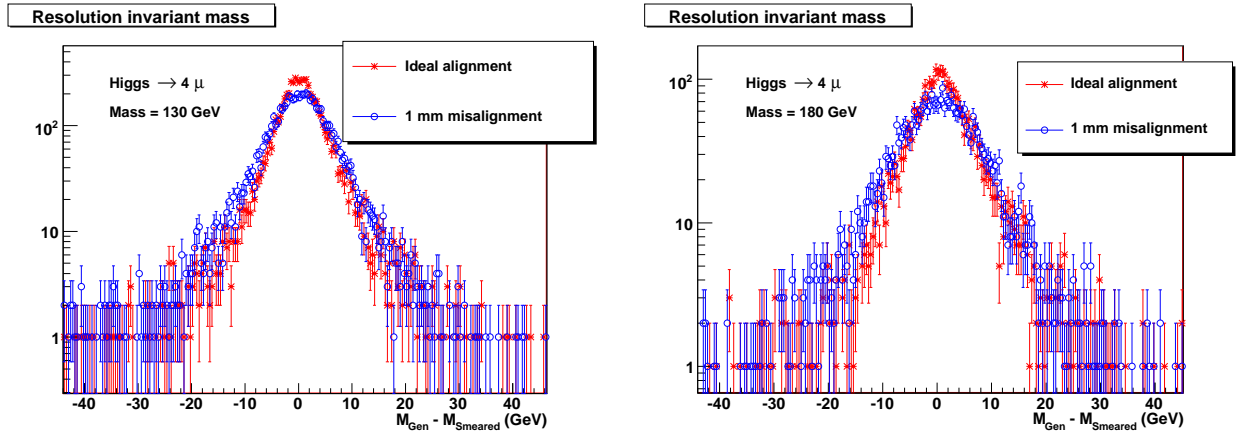 Resolution invariant mass
Higgs → 4 μ
Mass = 130 GeV
Ideal alignment
1 mm misalignment
10²
10
1
-40 -30 -20 -10 0 10 20 30 40
M_Gen - M_Smeared (GeV)
Resolution invariant mass
Higgs → 4 μ
Mass = 180 GeV
Ideal alignment
1 mm misalignment
10²
10
1
-40 -30 -20 -10 0 10 20 30 40
M_Gen - M_Smeared (GeV)